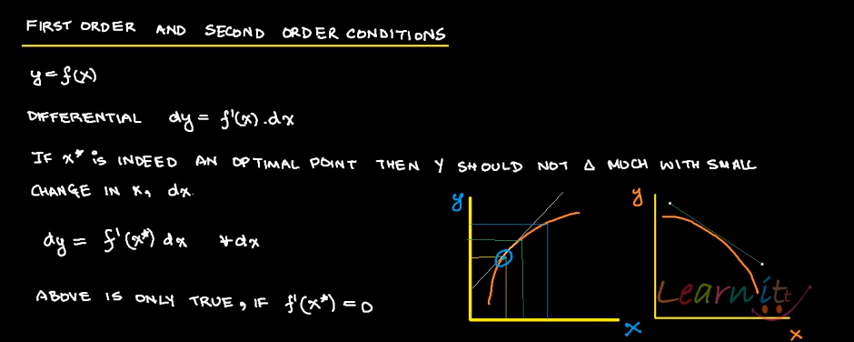 FIRST ORDER AND SECOND ORDER CONDITIONS
y = f(x)
DIFFERENTIAL dy = f'(x).dx
IF x* is INDEED AN OPTIMAL POINT THEN Y SHOULD NOT Δ MUCH WITH SMALL
CHANGE IN x, dx.
dy = f'(x*) dx ∀dx
ABOVE IS ONLY TRUE, IF f'(x*) = 0
y
x
y
x
Learnitt